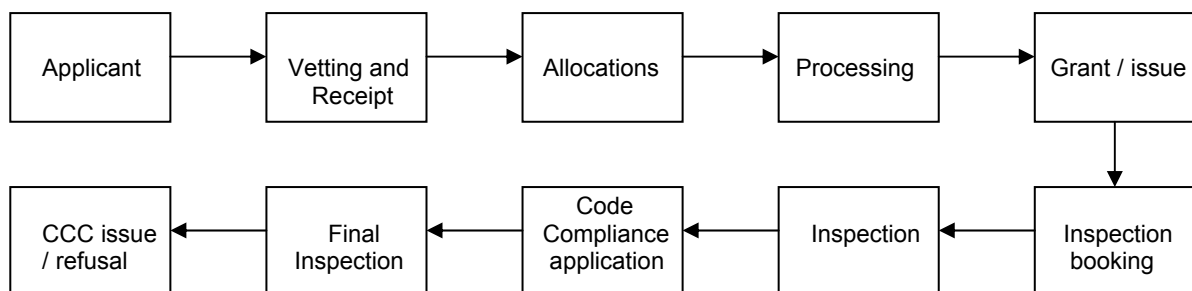 Applicant
Vetting and
Receipt
Allocations
Processing
Grant / issue
Inspection
booking
Inspection
Code
Compliance
application
Final
Inspection
CCC issue
/ refusal